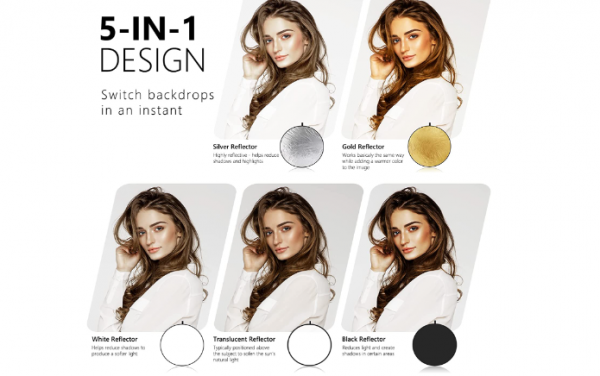 5-IN-1
DESIGN
Switch backdrops
in an instant
Silver Reflector
Highly reflective - helps reduce
shadows and highlights
Gold Reflector
Works basically the same way
while adding a warmer color
to the image
White Reflector
Helps reduce shadows to
produce a softer light
Translucent Reflector
Typically positioned above
the subject to soften the sun's
natural light
Black Reflector
Reduces light and create
shadows in certain areas